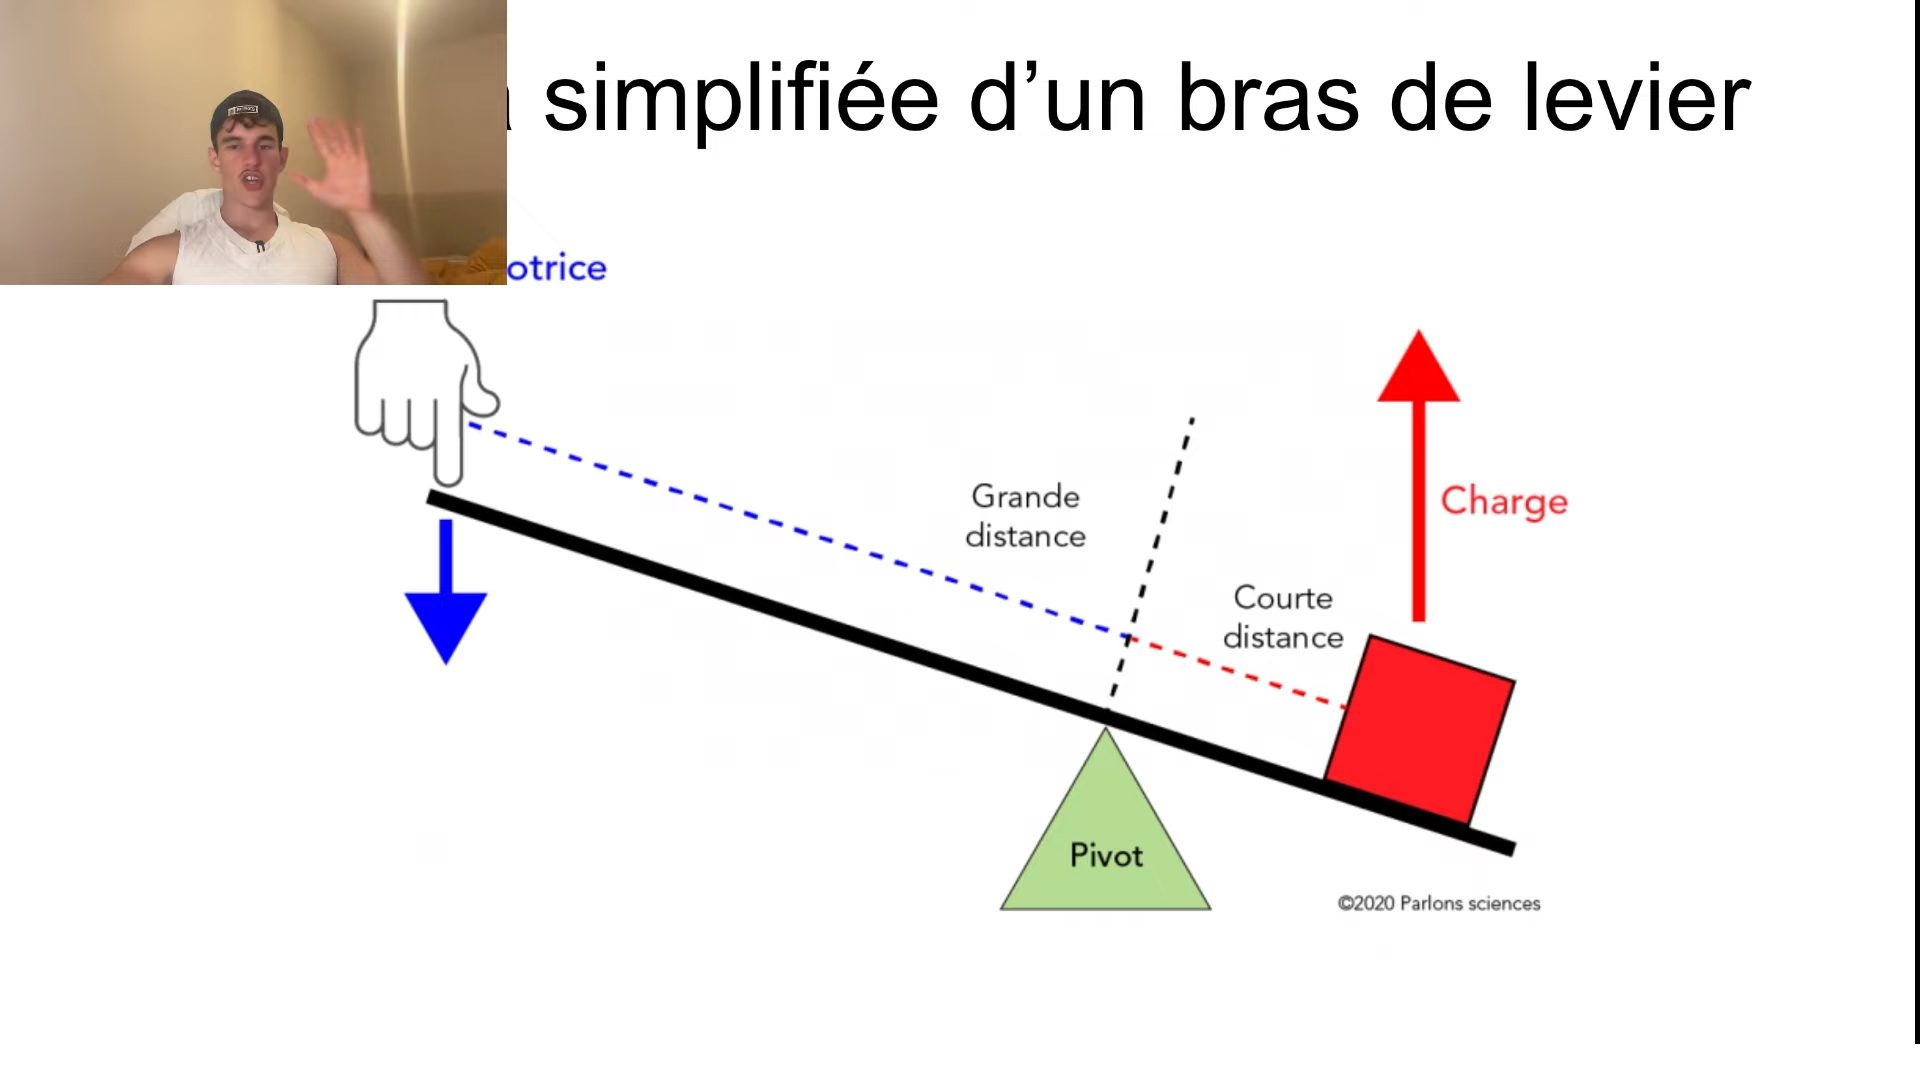 simplifiée d’un bras de levier
otrice
Grande
distance
Charge
Courte
distance
Pivot
©2020 Parlons sciences